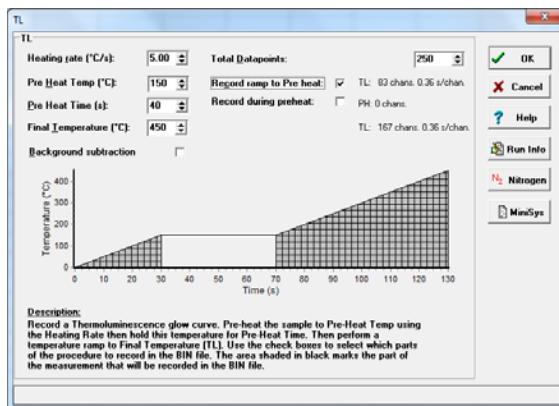 TL
TL
Heating rate (°C/s): 5.00
Total Datapoints: 250
OK
Pre Heat Temp (°C): 150
Record ramp to Pre heat: TL: 83 chans. 0.36 s/chan.
Cancel
Pre Heat Time (s): 40
Record during preheat: PH: 0 chans.
Help
Final Temperature (°C): 450
TL: 167 chans. 0.36 s/chan.
Background subtraction
Run Info
N2 Nitrogen
MiniSys
Temperature (°C)
400
300
200
100
0
0 10 20 30 40 50 60 70 80 90 100 110 120 130
Time (s)
Description:
Record a Thermoluminescence glow curve. Pre-heat the sample to Pre-Heat Temp using
the Heating Rate then hold this temperature for Pre-Heat Time. Then perform a
temperature ramp to Final Temperature (TL). Use the check boxes to select which parts
of the procedure to record in the BIN file. The area shaded in black marks the part of
the measurement that will be recorded in the BIN file.